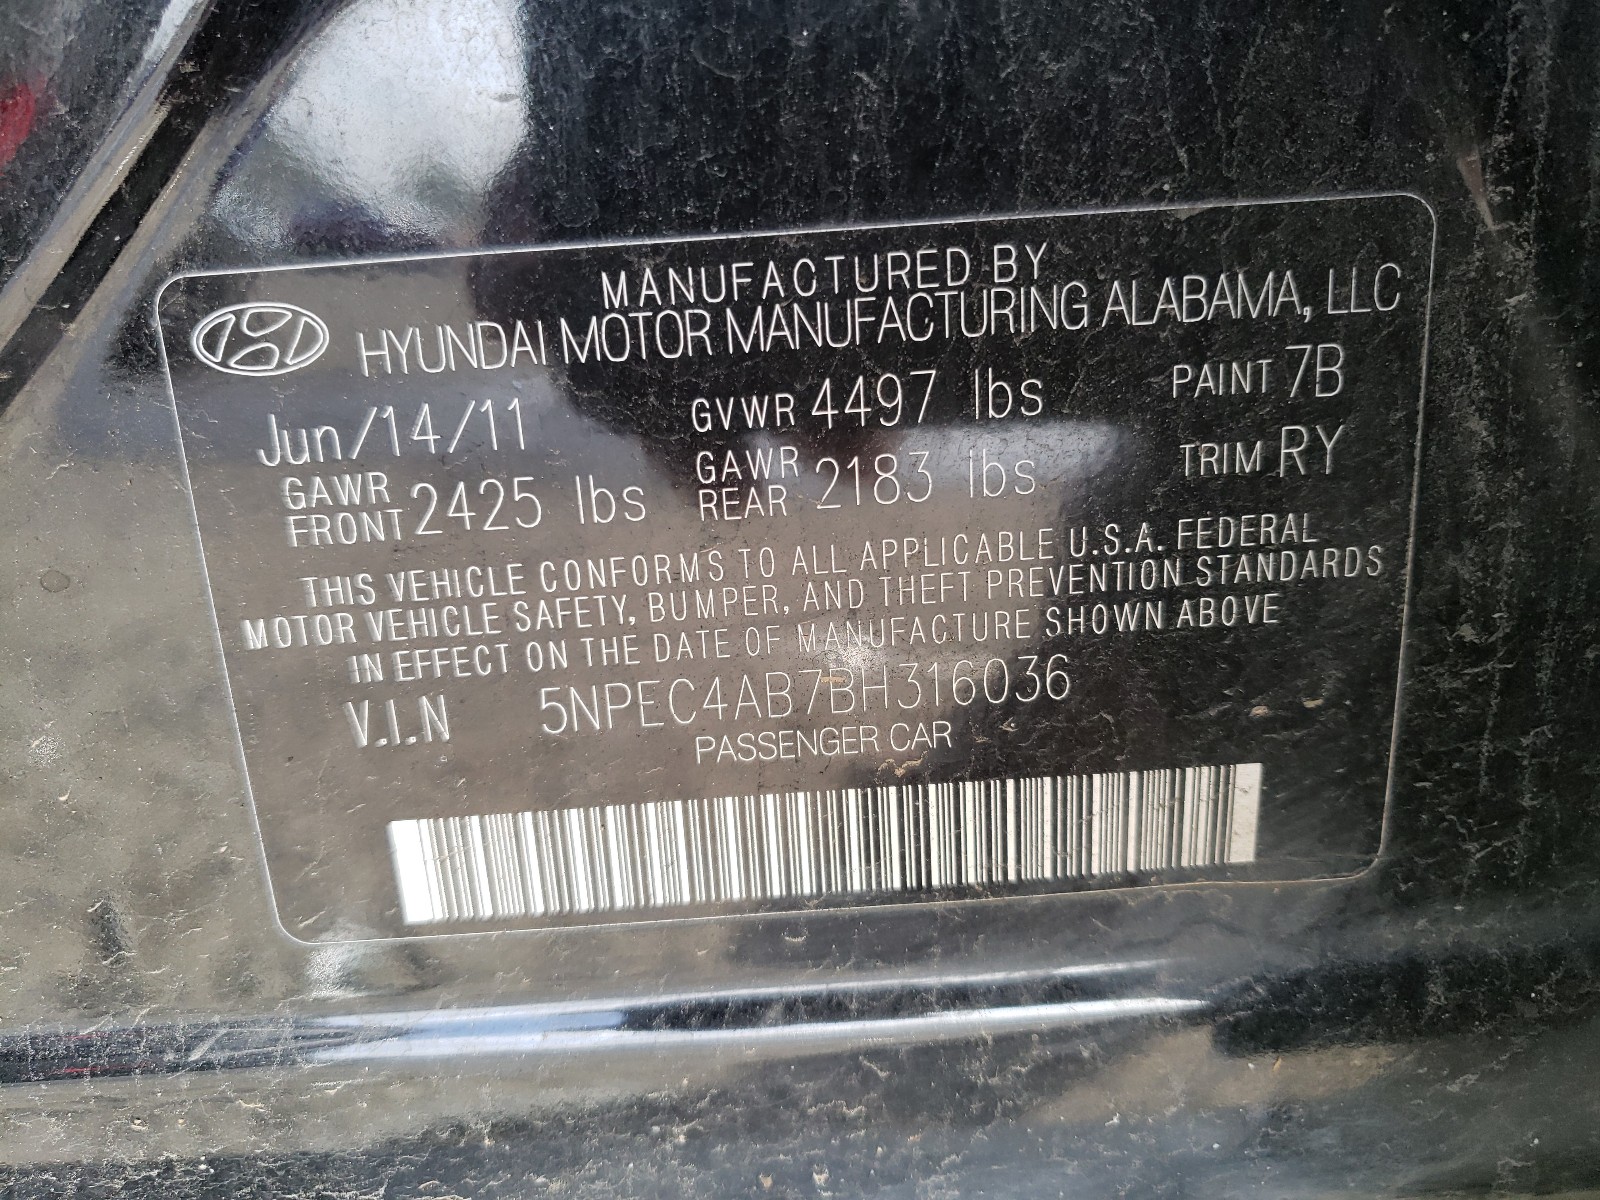 MANUFACTURED BY
HYUNDAI MOTOR MANUFACTURING ALABAMA, LLC
Jun/14/11 GVWR 4497 lbs PAINT 7B
GAWR FRONT 2425 lbs GAWR REAR 2183 lbs TRIM RY
THIS VEHICLE CONFORMS TO ALL APPLICABLE U.S.A. FEDERAL
MOTOR VEHICLE SAFETY, BUMPER, AND THEFT PREVENTION STANDARDS
IN EFFECT ON THE DATE OF MANUFACTURE SHOWN ABOVE
V.I.N 5NPEC4AB7BH316036
PASSENGER CAR